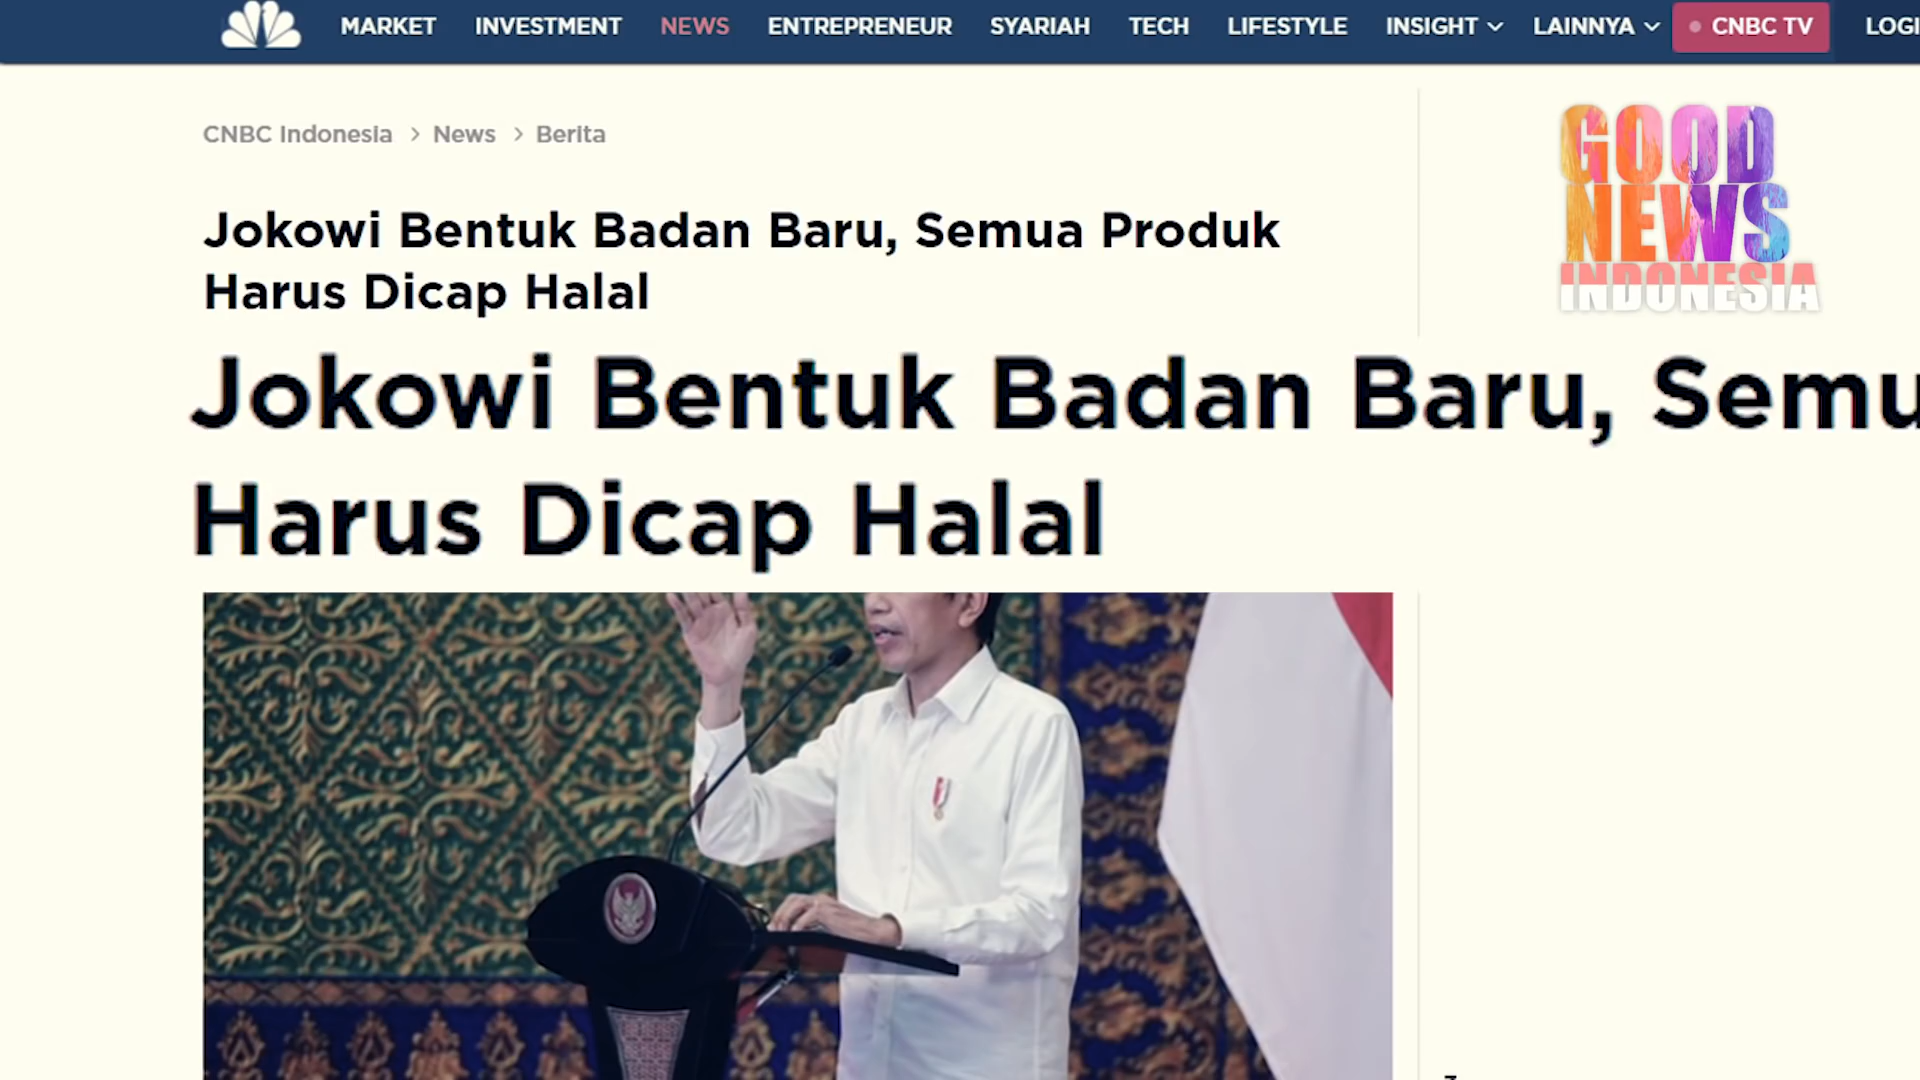 MARKET INVESTMENT NEWS ENTREPRENEUR SYARIAH TECH LIFESTYLE INSIGHT LAINNYA CNBC TV LOGI
CNBC Indonesia > News > Berita
GOOD
NEWS
INDONESIA
Jokowi Bentuk Badan Baru, Semua Produk
Harus Dicap Halal
Jokowi Bentuk Badan Baru, Semu
Harus Dicap Halal